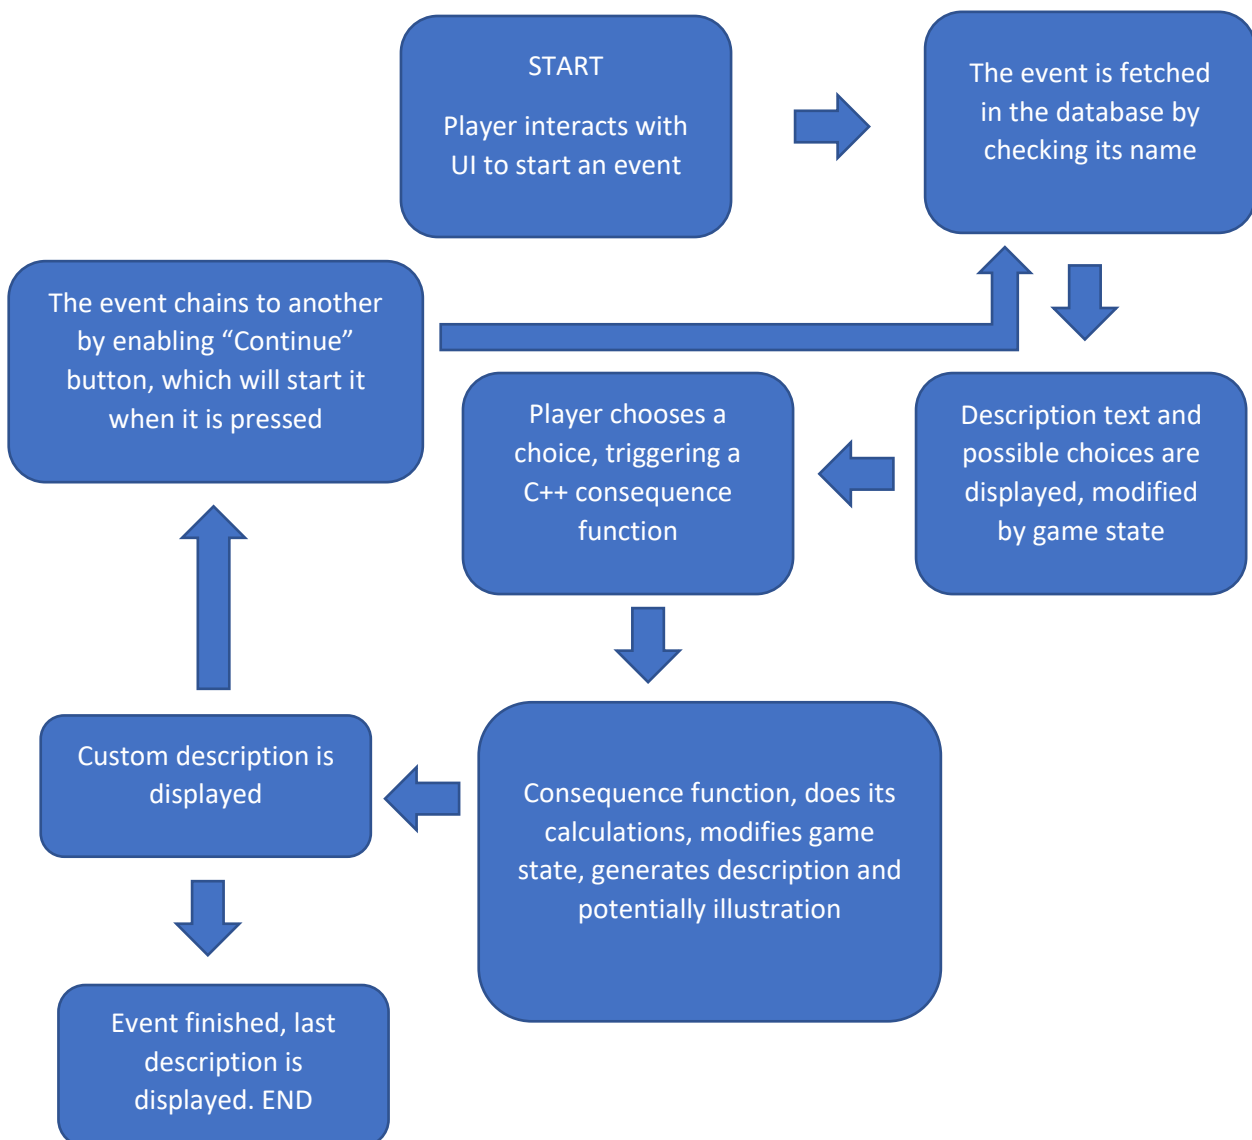 START
Player interacts with
UI to start an event
The event is fetched
in the database by
checking its name
The event chains to another
by enabling “Continue”
button, which will start it
when it is pressed
Player chooses a
choice, triggering a
C++ consequence
function
Description text and
possible choices are
displayed, modified
by game state
Custom description is
displayed
Consequence function, does its
calculations, modifies game
state, generates description and
potentially illustration
Event finished, last
description is
displayed. END